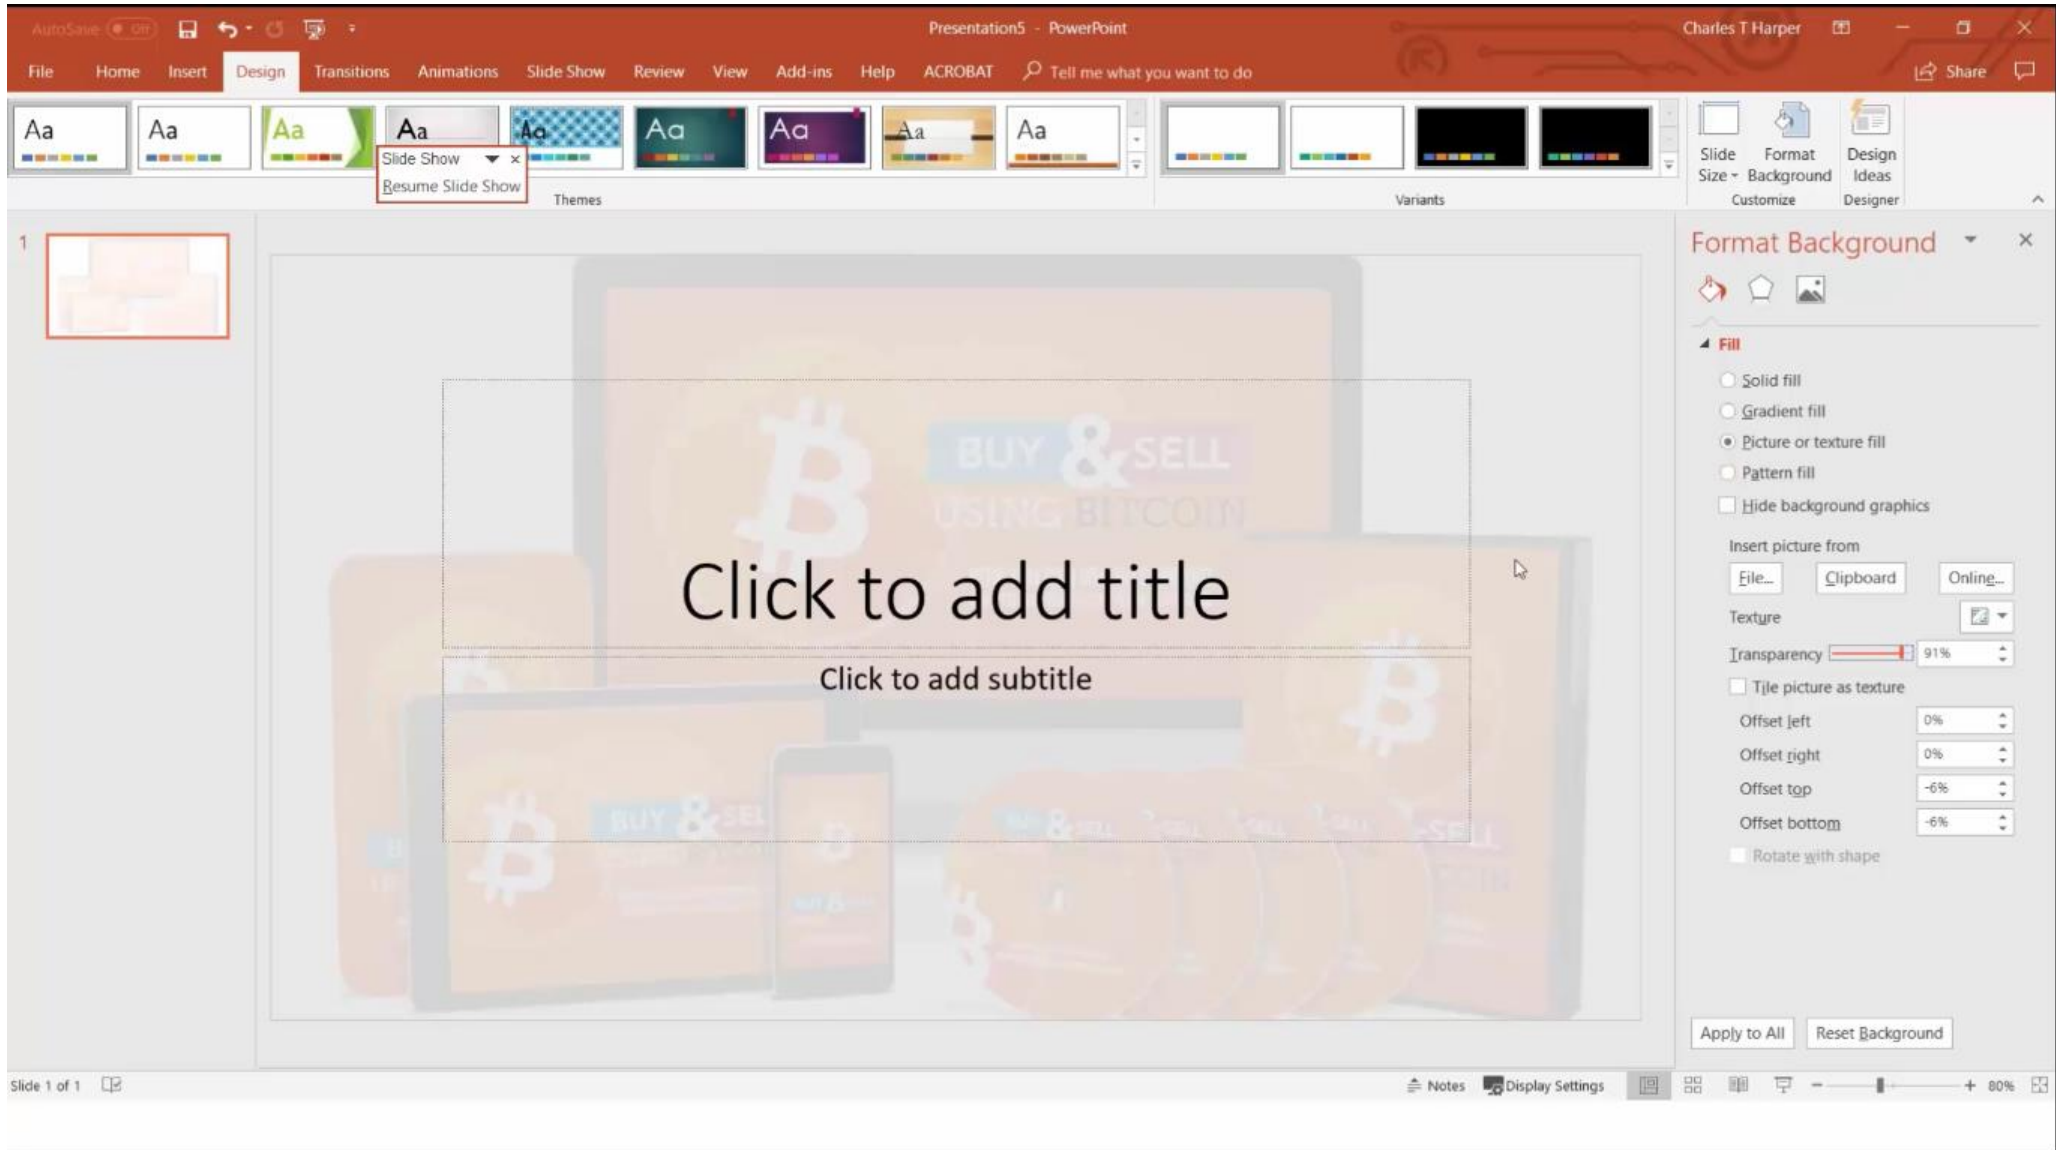 AutoSave Off
Presentation5 - PowerPoint
Charles T Harper
File Home Insert Design Transitions Animations Slide Show Review View Add-ins Help ACROBAT Tell me what you want to do
Share
Aa Aa Aa Aa Aa Aa Aa Aa Aa
Slide Show
Resume Slide Show
Themes
Variants
Slide Size
Format Background
Design Ideas
Customize
Designer
1
BUY & SELL
USING BITCOIN
Click to add title
Click to add subtitle
BUY & SEL
BUY &
& SELL
SELL
Format Background
Fill
Solid fill
Gradient fill
Picture or texture fill
Pattern fill
Hide background graphics
Insert picture from
File... Clipboard Online...
Texture
Transparency 91%
Tile picture as texture
Offset left 0%
Offset right 0%
Offset top -6%
Offset bottom -6%
Rotate with shape
Apply to All Reset Background
Slide 1 of 1
Notes Display Settings
80%